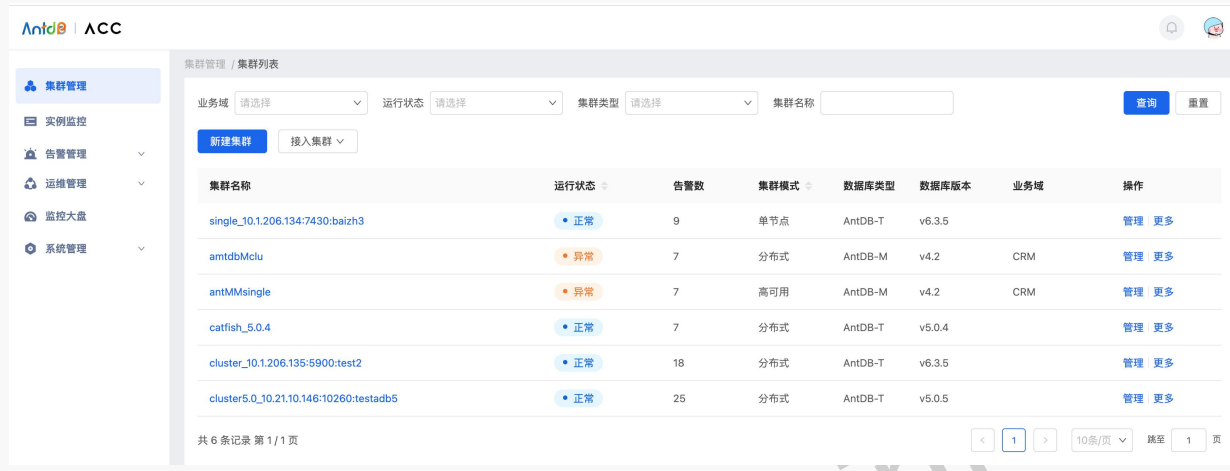 AntDB | ACC
集群管理 / 集群列表
集群管理
实例监控
告警管理
运维管理
监控大盘
系统管理
业务域 请选择 运行状态 请选择 集群类型 请选择 集群名称 查询 重置
新建集群 接入集群
集群名称 运行状态 告警数 集群模式 数据库类型 数据库版本 业务域 操作
single_10.1.206.134:7430:baizh3 正常 9 单节点 AntDB-T v6.3.5 管理 更多
amtdbMclu 异常 7 分布式 AntDB-M v4.2 CRM 管理 更多
antMMsingle 异常 7 高可用 AntDB-M v4.2 CRM 管理 更多
catfish_5.0.4 正常 7 分布式 AntDB-T v5.0.4 管理 更多
cluster_10.1.206.135:5900:test2 正常 18 分布式 AntDB-T v6.3.5 管理 更多
cluster5.0_10.21.10.146:10260:testadb5 正常 25 分布式 AntDB-T v5.0.5 管理 更多
共 6 条记录 第 1 / 1 页 < 1 > 10条/页 跳至 1 页